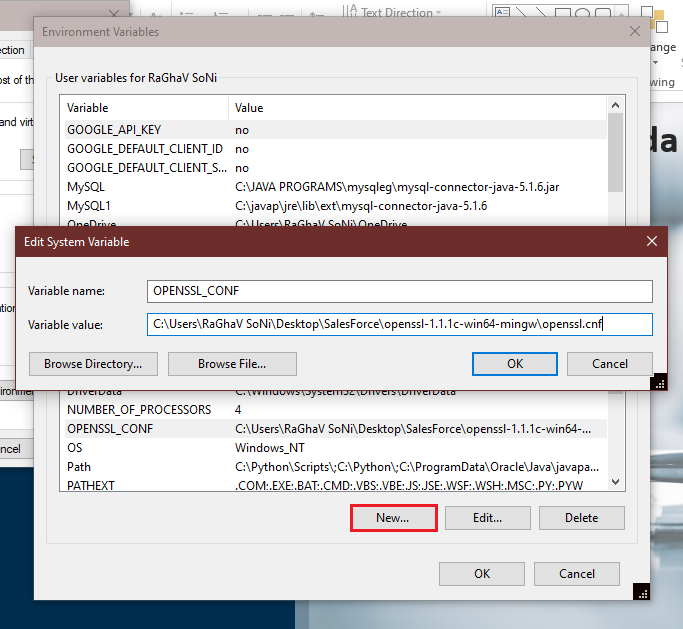 Text Direction
Environment Variables
ange
ection
wing
User variables for RaGhaV SoNi
ost of th
Variable Value
GOOGLE_API_KEY no
and virt
da
GOOGLE_DEFAULT_CLIENT_ID no
GOOGLE_DEFAULT_CLIENT_S... no
MySQL C:\JAVA PROGRAMS\mysqleg\mysql-connector-java-5.1.6.jar
MySQL1 C:\javap\jre\lib\ext\mysql-connector-java-5.1.6
OneDrive C:\Users\RaGhaV SoNi\OneDrive
Edit System Variable
Variable name: OPENSSL_CONF
Variable value: C:\Users\RaGhaV SoNi\Desktop\SalesForce\openssl-1.1.1c-win64-mingw\openssl.cnf
Browse Directory... Browse File... OK Cancel
DriverData C:\Windows\System32\Drivers\DriverData
NUMBER_OF_PROCESSORS 4
OPENSSL_CONF C:\Users\RaGhaV SoNi\Desktop\SalesForce\openssl-1.1.1c-win64-...
OS Windows_NT
ncel
Path C:\Python\Scripts\;C:\Python\;C:\ProgramData\Oracle\Java\javapa...
PATHEXT .COM;.EXE;.BAT;.CMD;.VBS;.VBE;.JS;.JSE;.WSF;.WSH;.MSC;.PY;.PYW
New... Edit... Delete
OK Cancel